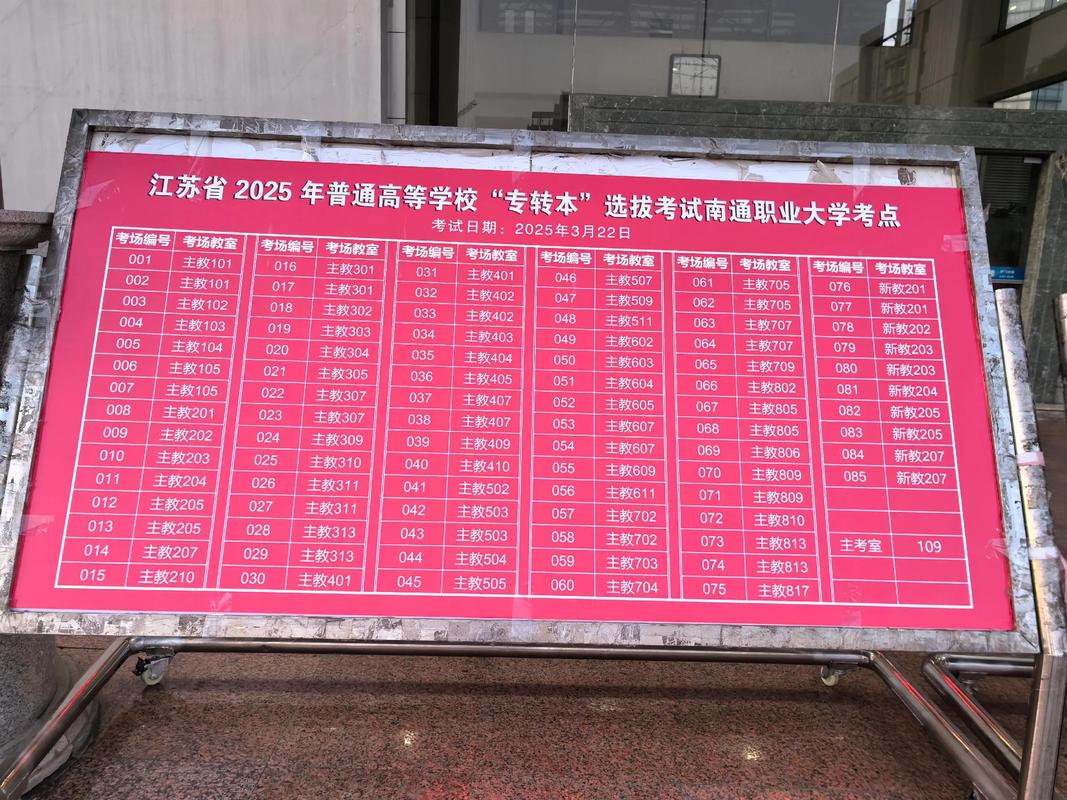 江苏省 2025 年普通高等学校“专转本”选拔考试南通职业大学考点
考试日期：2025年3月22日
考场编号 考场教室 考场编号 考场教室 考场编号 考场教室 考场编号 考场教室 考场编号 考场教室 考场编号 考场教室
001 主教101 016 主教301 031 主教401 046 主教507 061 主教705 076 新教201
002 主教101 017 主教301 032 主教402 047 主教509 062 主教705 077 新教201
003 主教102 018 主教302 033 主教402 048 主教511 063 主教707 078 新教202
004 主教103 019 主教303 034 主教403 049 主教602 064 主教707 079 新教203
005 主教104 020 主教304 035 主教404 050 主教603 065 主教709 080 新教203
006 主教105 021 主教305 036 主教405 051 主教604 066 主教802 081 新教204
007 主教105 022 主教307 037 主教407 052 主教605 067 主教805 082 新教205
008 主教201 023 主教307 038 主教407 053 主教607 068 主教805 083 新教205
009 主教202 024 主教309 039 主教409 054 主教607 069 主教806 084 新教207
010 主教203 025 主教310 040 主教410 055 主教609 070 主教809 085 新教207
011 主教204 026 主教311 041 主教502 056 主教611 071 主教809
012 主教205 027 主教311 042 主教503 057 主教702 072 主教810
013 主教205 028 主教313 043 主教503 058 主教702 073 主教813 主考室 109
014 主教207 029 主教313 044 主教504 059 主教703 074 主教813
015 主教210 030 主教401 045 主教505 060 主教704 075 主教817